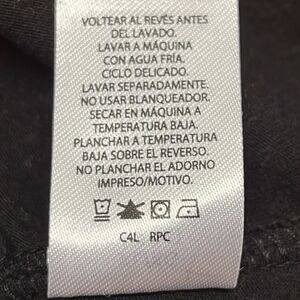 VOLTEAR AL REVÉS ANTES
DEL LAVADO.
LAVAR A MÁQUINA
CON AGUA FRÍA.
CICLO DELICADO.
LAVAR SEPARADAMENTE.
NO USAR BLANQUEADOR.
SECAR EN MÁQUINA A
TEMPERATURA BAJA.
PLANCHAR A TEMPERATURA
BAJA SOBRE EL REVERSO.
NO PLANCHAR EL ADORNO
IMPRESO/MOTIVO.
C4L RPC